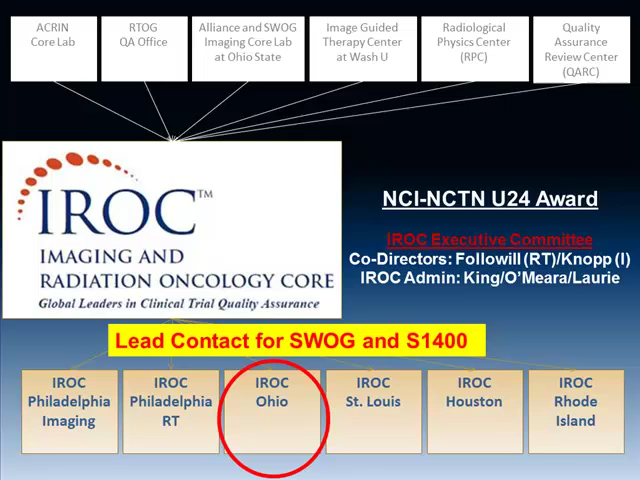 ACRIN
Core Lab
RTOG
QA Office
Alliance and SWOG
Imaging Core Lab
at Ohio State
Image Guided
Therapy Center
at Wash U
Radiological
Physics Center
(RPC)
Quality
Assurance
Review Center
(QARC)
IROC™
IMAGING AND
RADIATION ONCOLOGY CORE
Global Leaders in Clinical Trial Quality Assurance
NCI-NCTN U24 Award
IROC Executive Committee
Co-Directors: Followill (RT)/Knopp (I)
IROC Admin: King/O'Meara/Laurie
Lead Contact for SWOG and S1400
IROC
Philadelphia
Imaging
IROC
Philadelphia
RT
IROC
Ohio
IROC
St. Louis
IROC
Houston
IROC
Rhode
Island